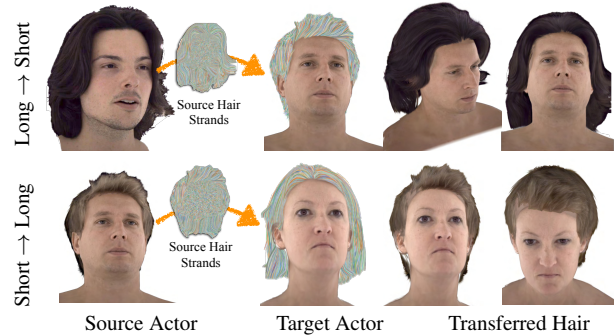 Long → Short
Source Hair
Strands
Short → Long
Source Hair
Strands
Source Actor
Target Actor
Transferred Hair